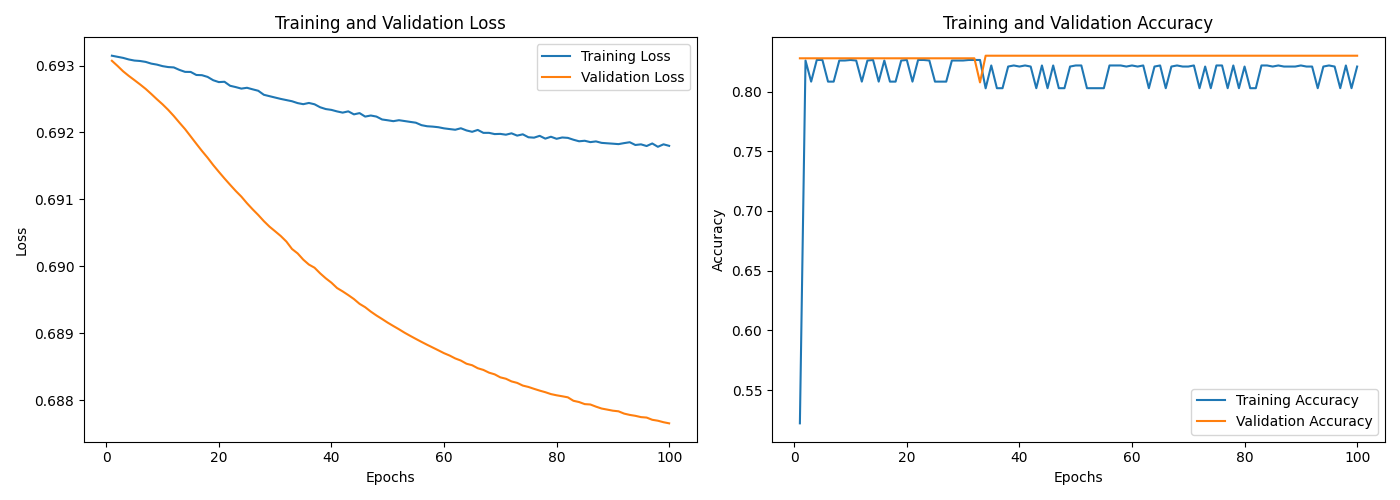 Training and Validation Loss
Training Loss
Validation Loss
0.693
0.692
0.691
0.690
0.689
0.688
Loss
0
20
40
60
80
100
Epochs
Training and Validation Accuracy
0.80
0.75
0.70
0.65
0.60
0.55
Accuracy
Training Accuracy
Validation Accuracy
0
20
40
60
80
100
Epochs